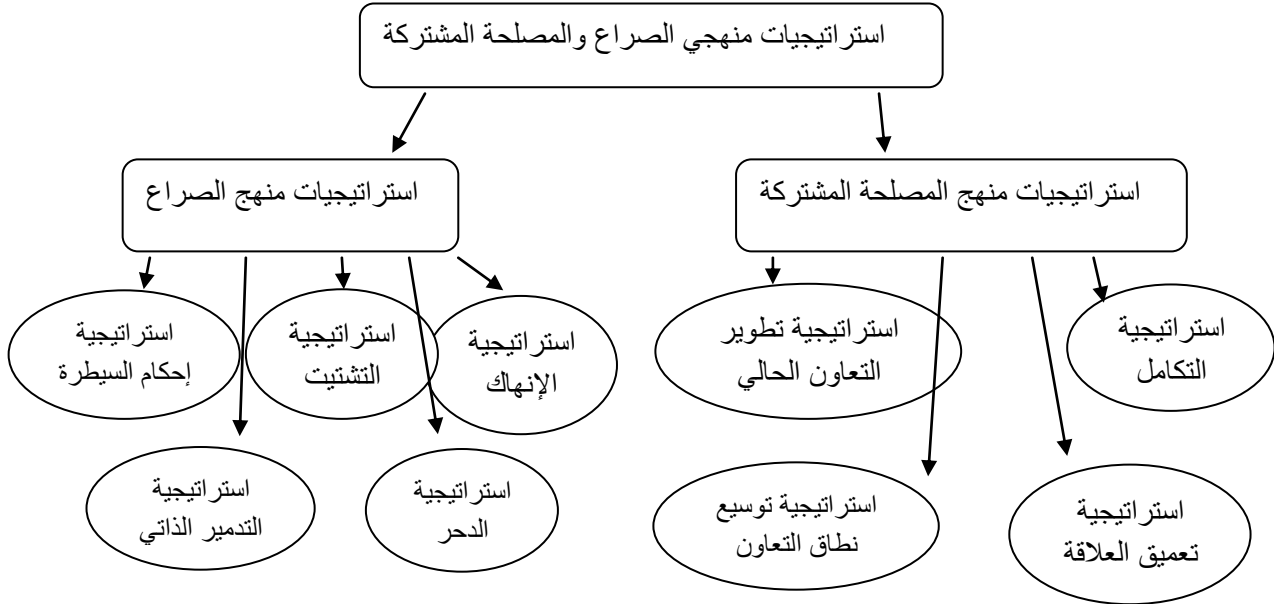 استراتيجيات منهجي الصراع والمصلحة المشتركة
استراتيجيات منهج المصلحة المشتركة
استراتيجيات منهج الصراع
استراتيجية
التكامل
استراتيجية تطوير
التعاون الحالي
استراتيجية
الإنهاك
استراتيجية
التشتيت
استراتيجية
إحكام السيطرة
استراتيجية
تعميق العلاقة
استراتيجية توسيع
نطاق التعاون
استراتيجية
الدحر
استراتيجية
التدمير الذاتي